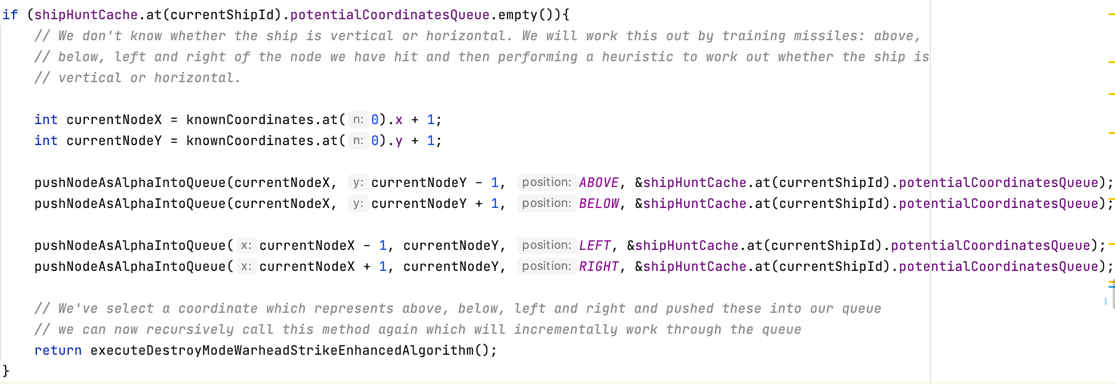 if (shipHuntCache.at(currentShipId).potentialCoordinatesQueue.empty()){
// We don't know whether the ship is vertical or horizontal. We will work this out by training missiles: above,
// below, left and right of the node we have hit and then performing a heuristic to work out whether the ship is
// vertical or horizontal.
int currentNodeX = knownCoordinates.at( n: 0).x + 1;
int currentNodeY = knownCoordinates.at( n: 0).y + 1;
pushNodeAsAlphaIntoQueue(currentNodeX, y: currentNodeY - 1, position: ABOVE, &shipHuntCache.at(currentShipId).potentialCoordinatesQueue);
pushNodeAsAlphaIntoQueue(currentNodeX, y: currentNodeY + 1, position: BELOW, &shipHuntCache.at(currentShipId).potentialCoordinatesQueue);
pushNodeAsAlphaIntoQueue( x: currentNodeX - 1, currentNodeY, position: LEFT, &shipHuntCache.at(currentShipId).potentialCoordinatesQueue);
pushNodeAsAlphaIntoQueue( x: currentNodeX + 1, currentNodeY, position: RIGHT, &shipHuntCache.at(currentShipId).potentialCoordinatesQueue);
// We've select a coordinate which represents above, below, left and right and pushed these into our queue
// we can now recursively call this method again which will incrementally work through the queue
return executeDestroyModeWarheadStrikeEnhancedAlgorithm();
}